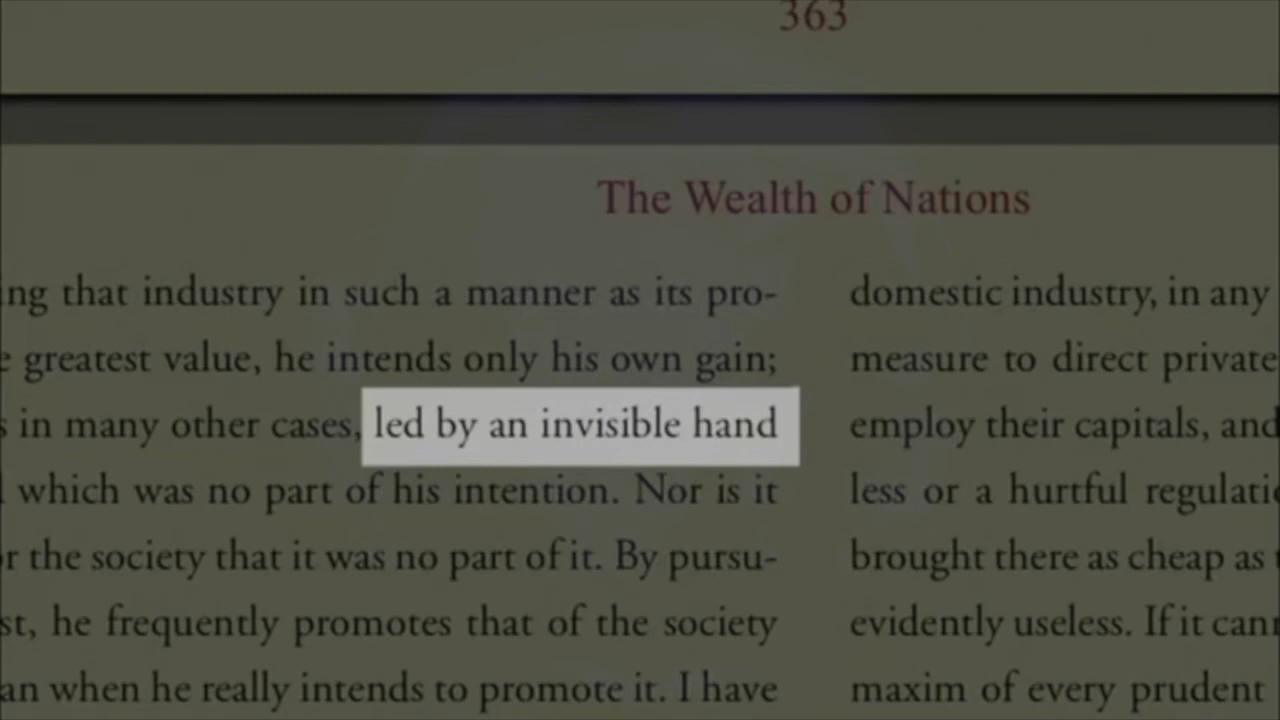 363
The Wealth of Nations
ing that industry in such a manner as its pro-
greatest value, he intends only his own gain;
in many other cases, led by an invisible hand
which was no part of his intention. Nor is it
the society that it was no part of it. By pursu-
st, he frequently promotes that of the society
an when he really intends to promote it. I have
domestic industry, in any
measure to direct private
employ their capitals, and
less or a hurtful regulati
brought there as cheap as
evidently useless. If it can
maxim of every prudent